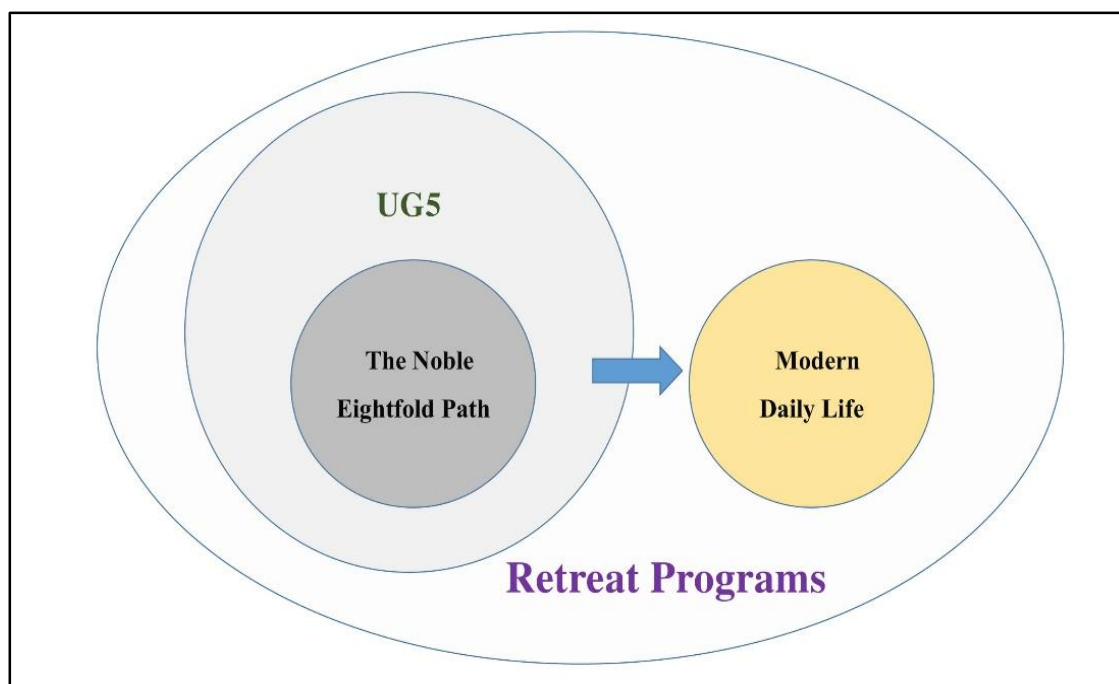 UG5
The Noble
Eightfold Path
Modern
Daily Life
Retreat Programs